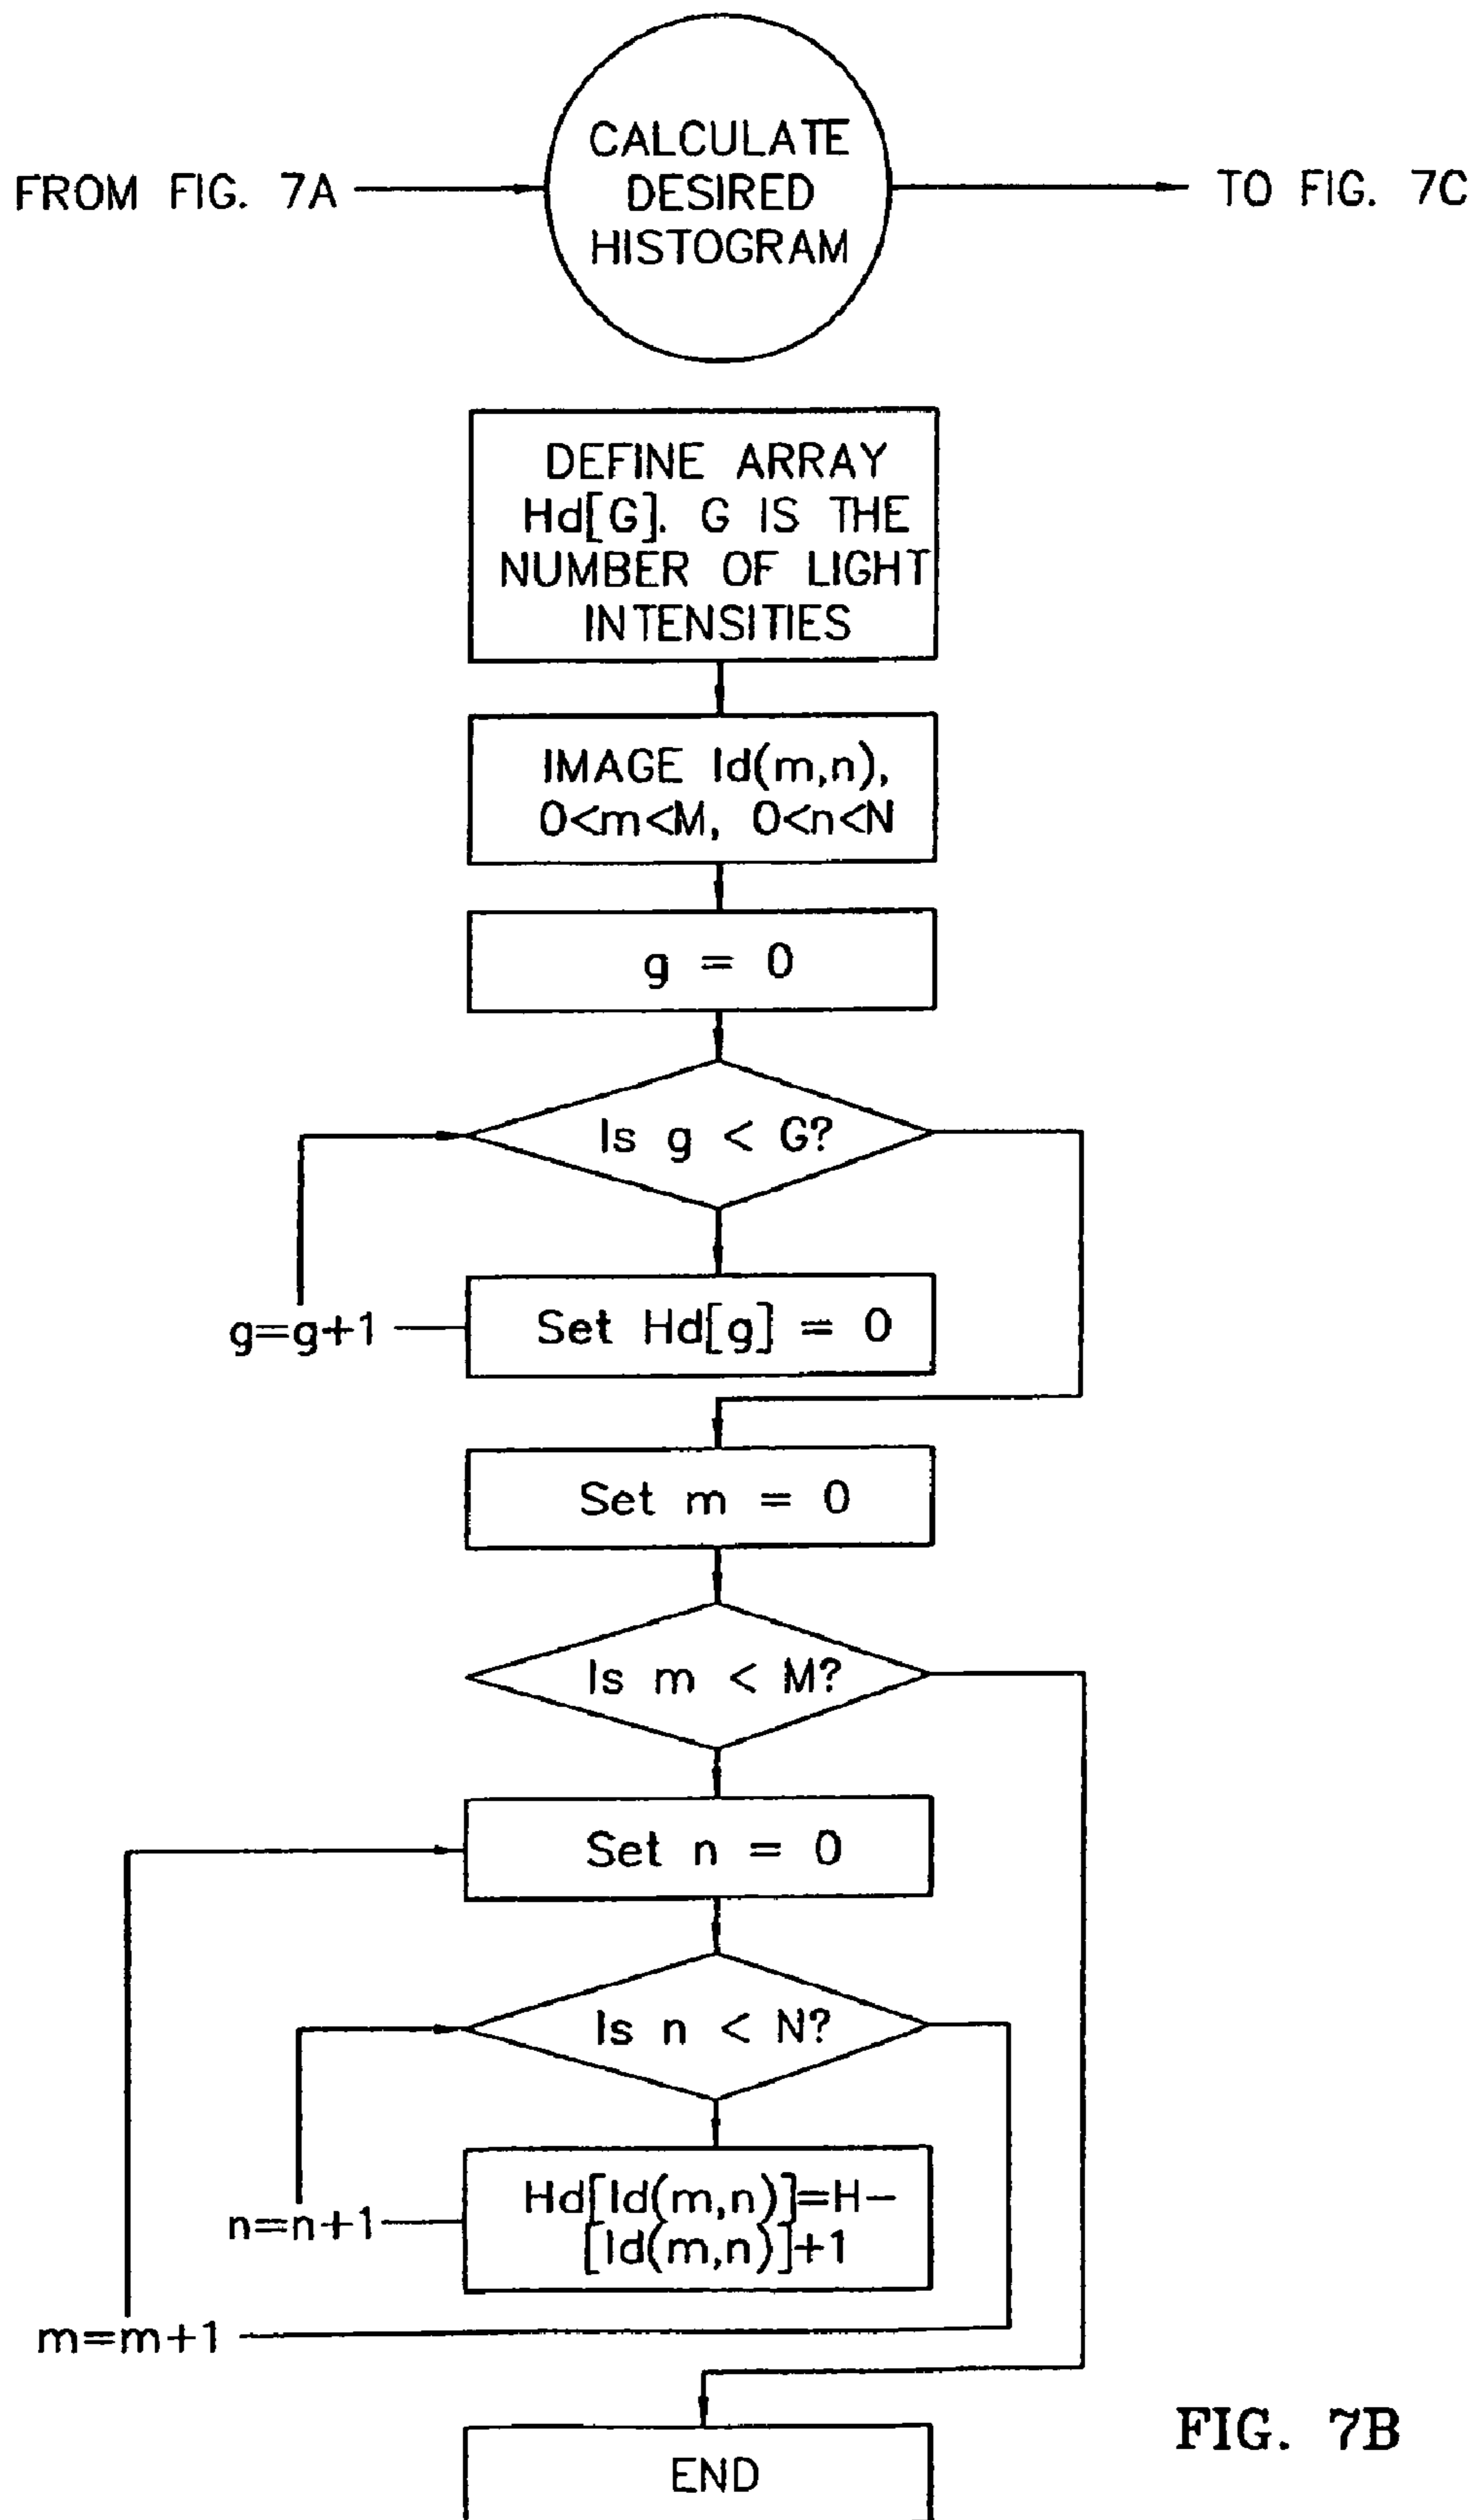 CALCULATE
DESIRED
HISTOGRAM
FROM FIG. 7A
TO FIG. 7C
DEFINE ARRAY
Hd[G]. G IS THE
NUMBER OF LIGHT
INTENSITIES
IMAGE Id(m,n),
0<m<M, 0<n<N
g = 0
Is g < G?
g=g+1
Set Hd[g] = 0
Set m = 0
Is m < M?
Set n = 0
Is n < N?
Hd[Id(m,n)]=H-
[Id(m,n)]+1
n=n+1
m=m+1
END
FIG. 7B